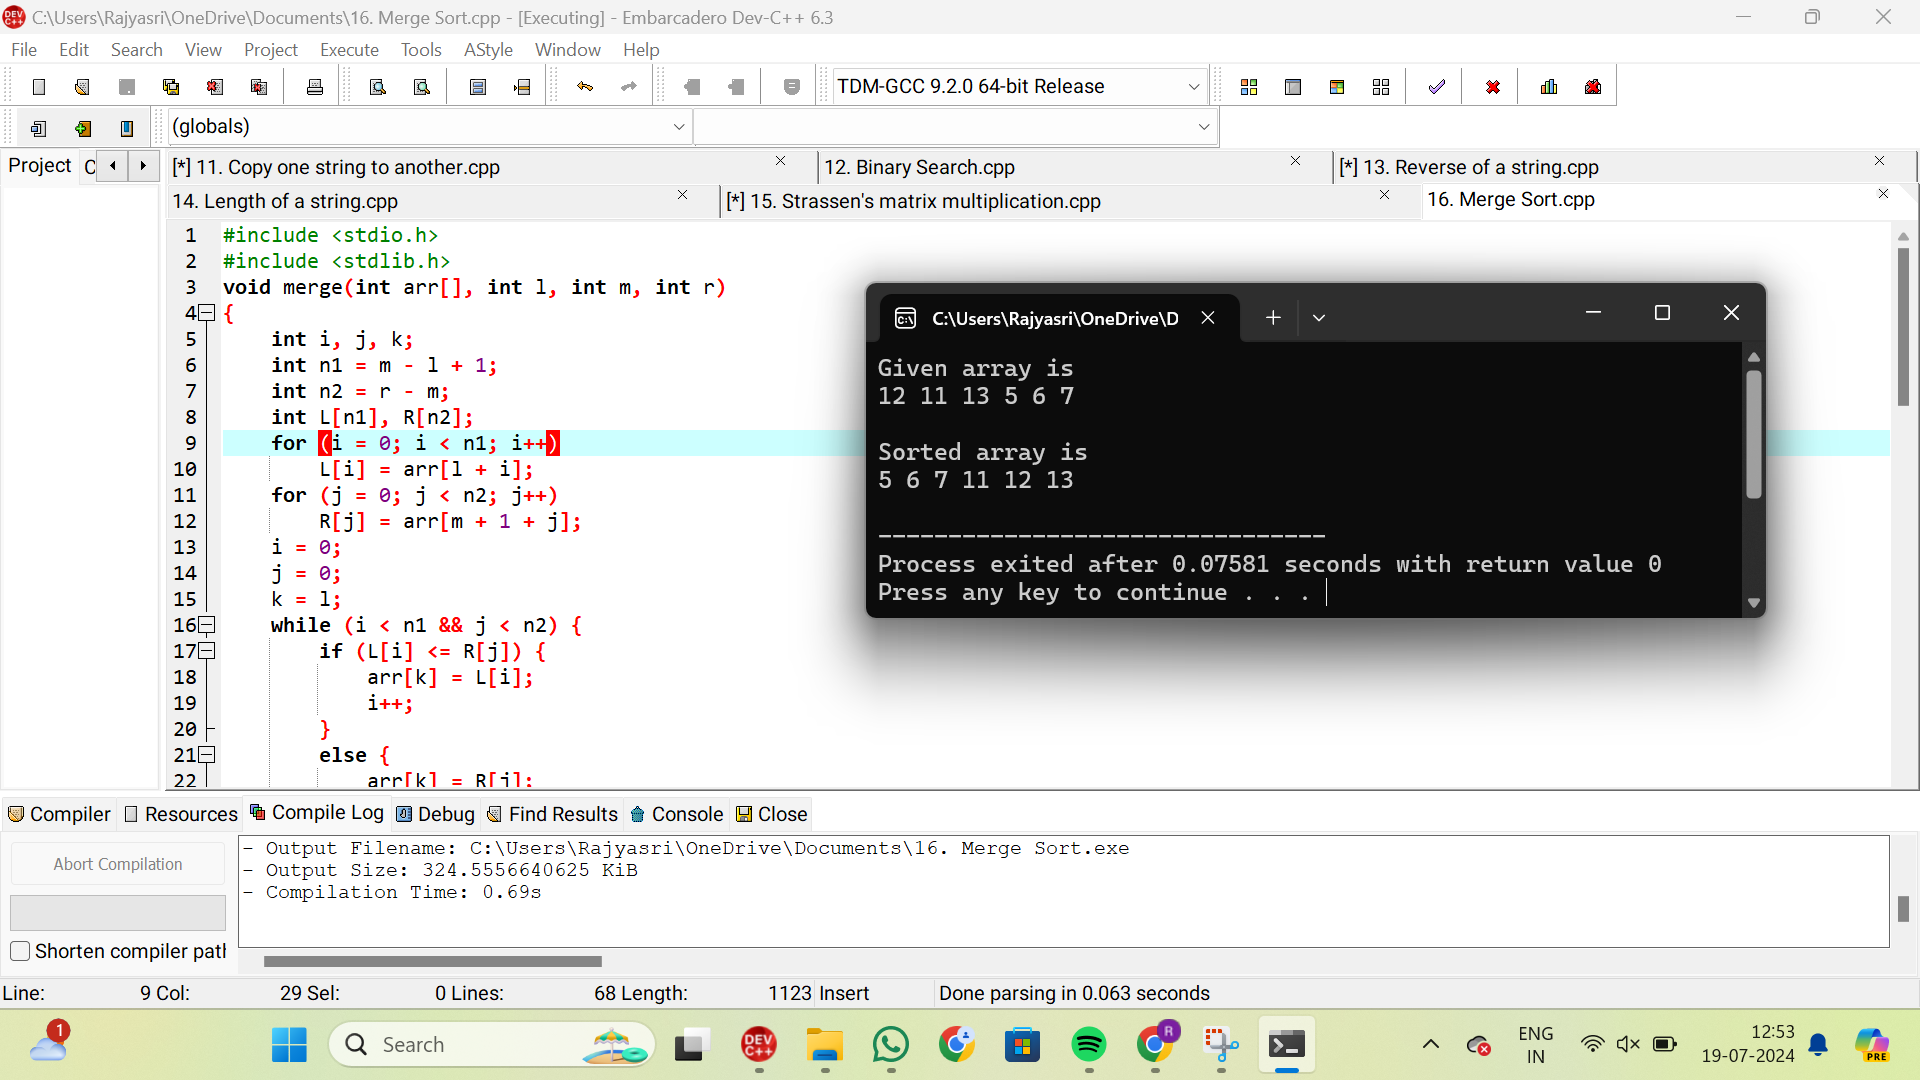 C:\Users\Rajyasri\OneDrive\Documents\16. Merge Sort.cpp - [Executing] - Embarcadero Dev-C++ 6.3
File Edit Search View Project Execute Tools AStyle Window Help
TDM-GCC 9.2.0 64-bit Release
(globals)
Project C
[*] 11. Copy one string to another.cpp
12. Binary Search.cpp
[*] 13. Reverse of a string.cpp
14. Length of a string.cpp
[*] 15. Strassen's matrix multiplication.cpp
16. Merge Sort.cpp
1 #include <stdio.h>
2 #include <stdlib.h>
3 void merge(int arr[], int l, int m, int r)
4 {
5 int i, j, k;
6 int n1 = m - l + 1;
7 int n2 = r - m;
8 int L[n1], R[n2];
9 for (i = 0; i < n1; i++)
10 L[i] = arr[l + i];
11 for (j = 0; j < n2; j++)
12 R[j] = arr[m + 1 + j];
13 i = 0;
14 j = 0;
15 k = l;
16 while (i < n1 && j < n2) {
17 if (L[i] <= R[j]) {
18 arr[k] = L[i];
19 i++;
20 }
21 else {
22 arr[k] = R[j];
C:\Users\Rajyasri\OneDrive\D
Given array is
12 11 13 5 6 7
Sorted array is
5 6 7 11 12 13
--------------------------------
Process exited after 0.07581 seconds with return value 0
Press any key to continue . . .
Compiler Resources Compile Log Debug Find Results Console Close
Abort Compilation
Shorten compiler path
- Output Filename: C:\Users\Rajyasri\OneDrive\Documents\16. Merge Sort.exe
- Output Size: 324.5556640625 KiB
- Compilation Time: 0.69s
Line: 9 Col: 29 Sel: 0 Lines: 68 Length: 1123 Insert Done parsing in 0.063 seconds
1
Search
DEV C++
R
ENG
IN
12:53
19-07-2024
PRE